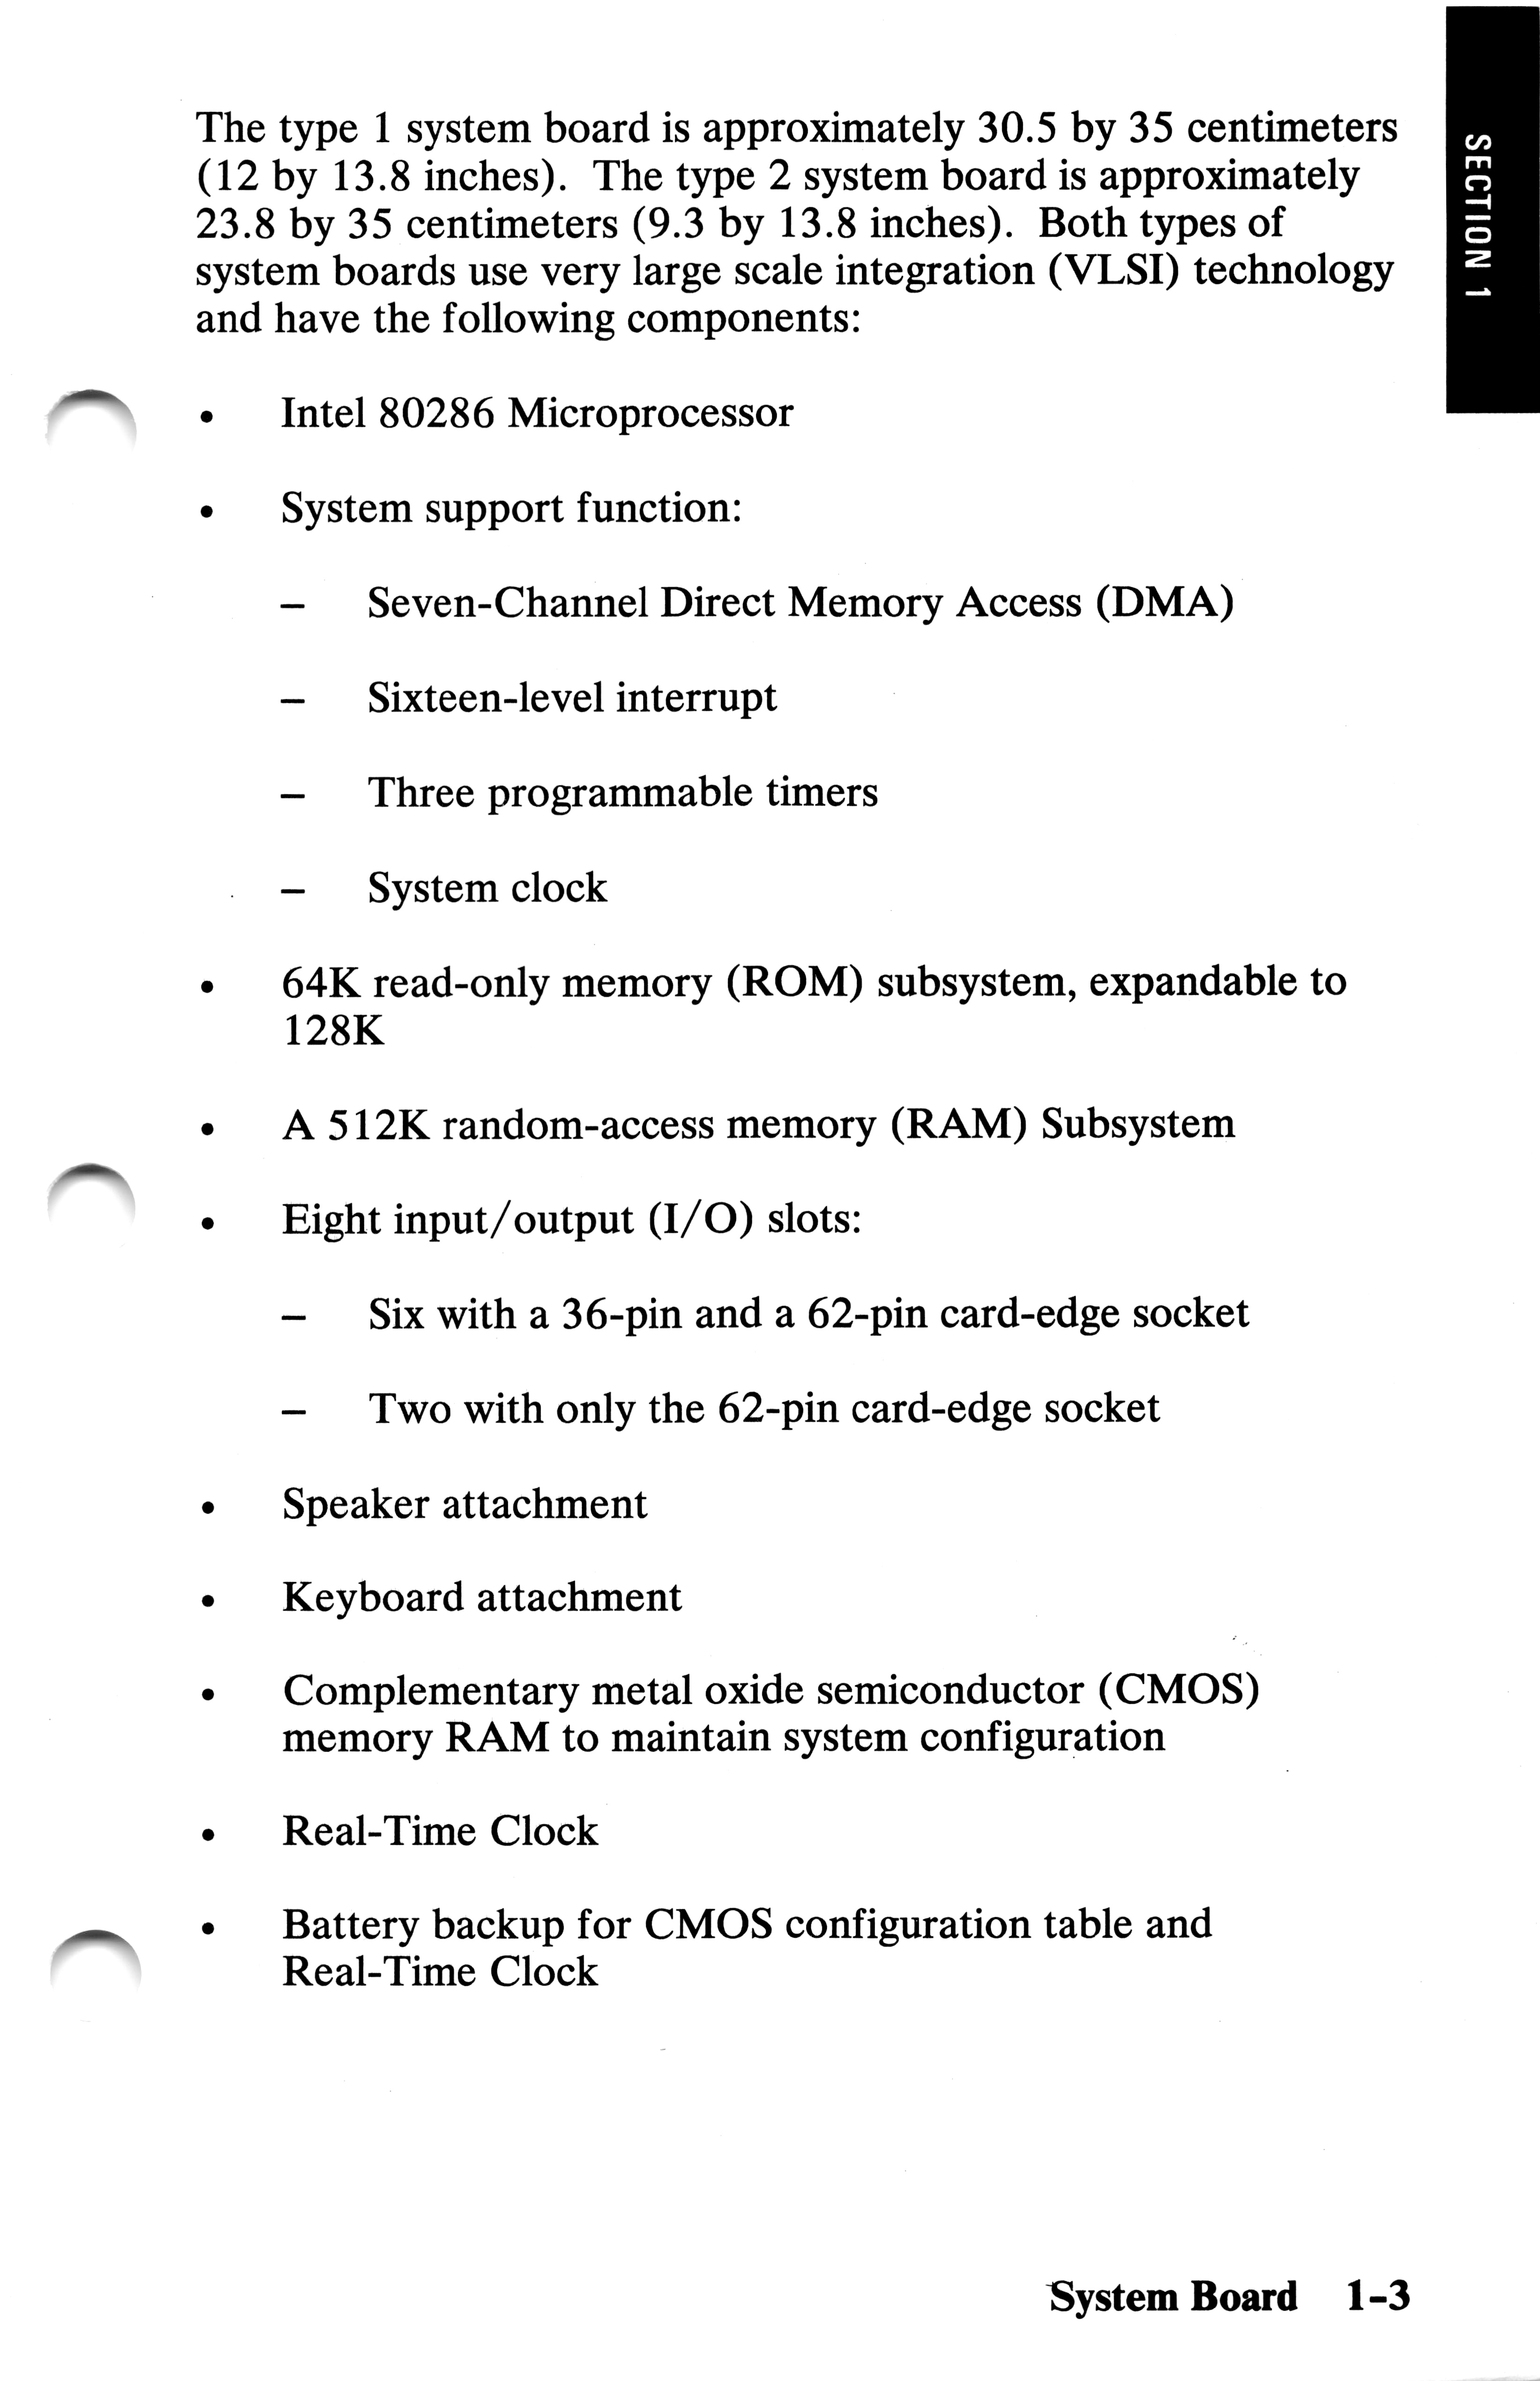 SECTION 1
The type 1 system board is approximately 30.5 by 35 centimeters
(12 by 13.8 inches). The type 2 system board is approximately
23.8 by 35 centimeters (9.3 by 13.8 inches). Both types of
system boards use very large scale integration (VLSI) technology
and have the following components:
• Intel 80286 Microprocessor
• System support function:
– Seven-Channel Direct Memory Access (DMA)
– Sixteen-level interrupt
– Three programmable timers
– System clock
• 64K read-only memory (ROM) subsystem, expandable to
128K
• A 512K random-access memory (RAM) Subsystem
• Eight input/output (I/O) slots:
– Six with a 36-pin and a 62-pin card-edge socket
– Two with only the 62-pin card-edge socket
• Speaker attachment
• Keyboard attachment
• Complementary metal oxide semiconductor (CMOS)
memory RAM to maintain system configuration
• Real-Time Clock
• Battery backup for CMOS configuration table and
Real-Time Clock
System Board 1-3